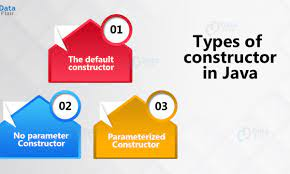 Data
Flair
01
The default
constructor
Types of
constructor
in Java
02
No parameter
Constructor
03
Parameterized
Constructor